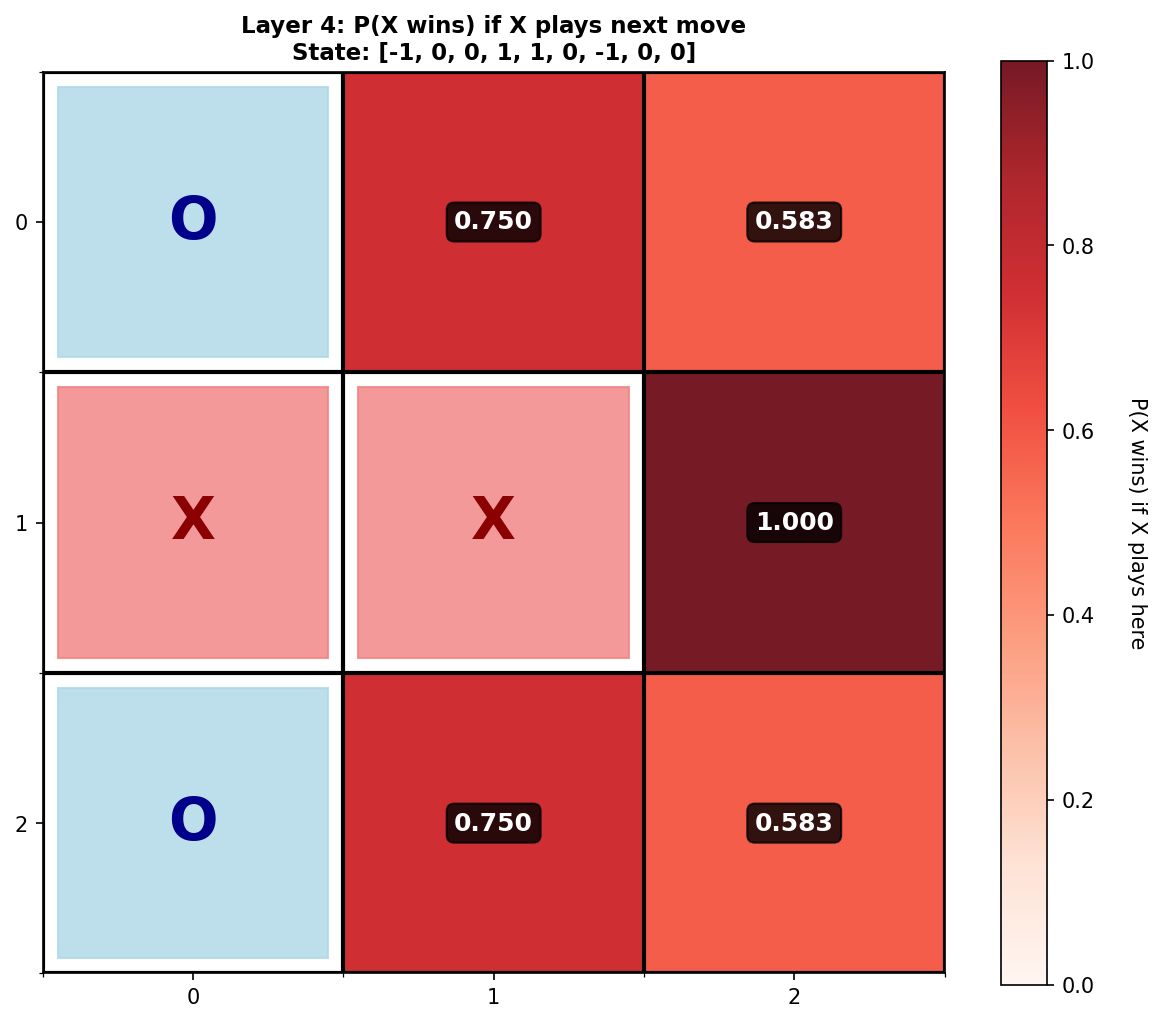 Layer 4: P(X wins) if X plays next move
State: [-1, 0, 0, 1, 1, 0, -1, 0, 0]
0
O
0.750
0.583
1
X
X
1.000
2
O
0.750
0.583
0
1
2
1.0
0.8
0.6
0.4
0.2
0.0
P(X wins) if X plays here